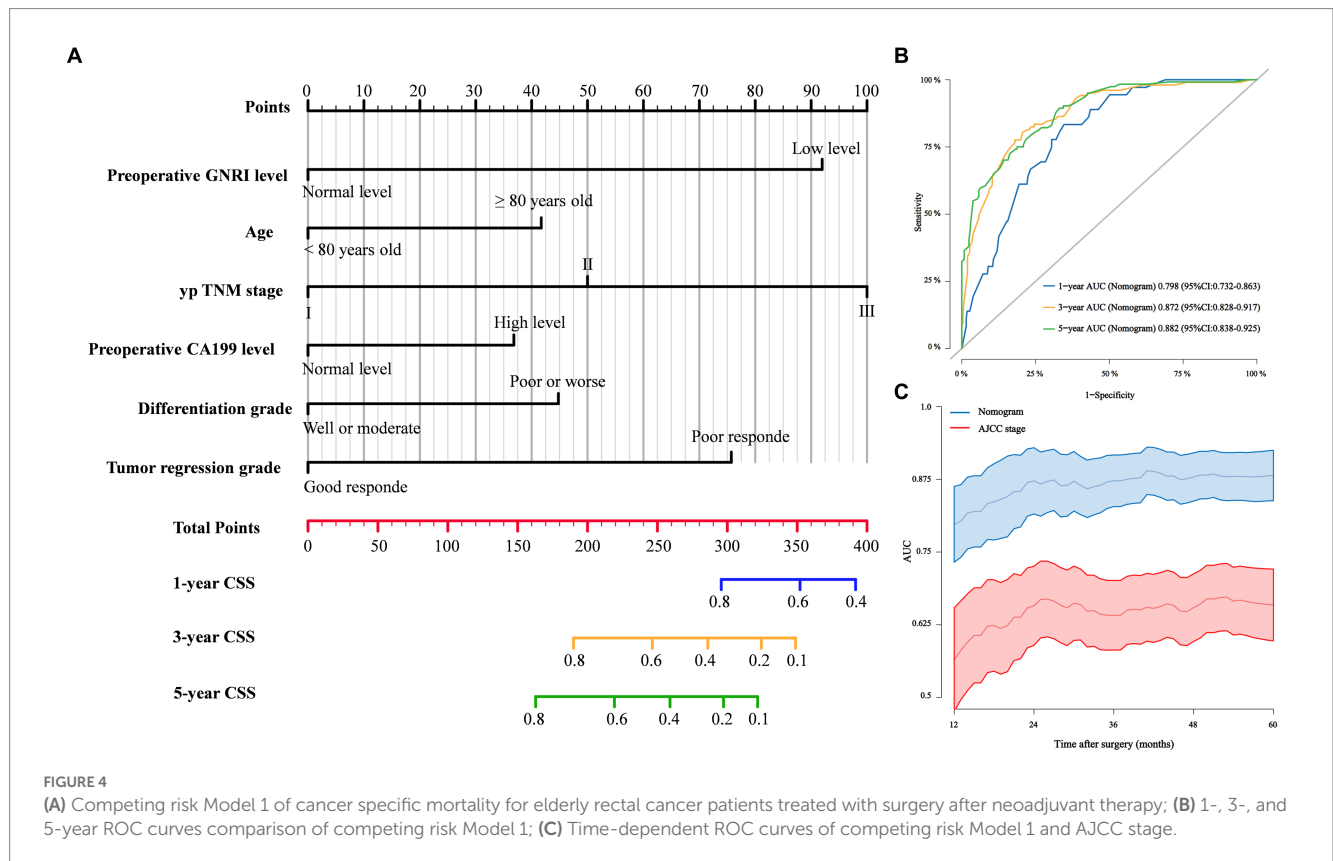 A
Points
0 10 20 30 40 50 60 70 80 90 100
Preoperative GNRI level
Low level
Normal level
Age
≥ 80 years old
< 80 years old
yp TNM stage
II
I
III
Preoperative CA199 level
High level
Normal level
Differentiation grade
Poor or worse
Well or moderate
Tumor regression grade
Poor responde
Good responde
Total Points
0 50 100 150 200 250 300 350 400
1-year CSS
0.8 0.6 0.4
3-year CSS
0.8 0.6 0.4 0.2 0.1
5-year CSS
0.8 0.6 0.4 0.2 0.1
B
100 %
75 %
50 %
25 %
0 %
Sensitivity
1−year AUC (Nomogram) 0.798 (95%CI:0.732-0.863)
3−year AUC (Nomogram) 0.872 (95%CI:0.828-0.917)
5−year AUC (Nomogram) 0.882 (95%CI:0.838-0.925)
0 % 25 % 50 % 75 % 100 %
1−Specificity
C
Nomogram
AJCC stage
1.0
0.875
0.75
0.625
0.5
AUC
12 24 36 48 60
Time after surgery (months)
FIGURE 4
(A) Competing risk Model 1 of cancer specific mortality for elderly rectal cancer patients treated with surgery after neoadjuvant therapy; (B) 1-, 3-, and
5-year ROC curves comparison of competing risk Model 1; (C) Time-dependent ROC curves of competing risk Model 1 and AJCC stage.